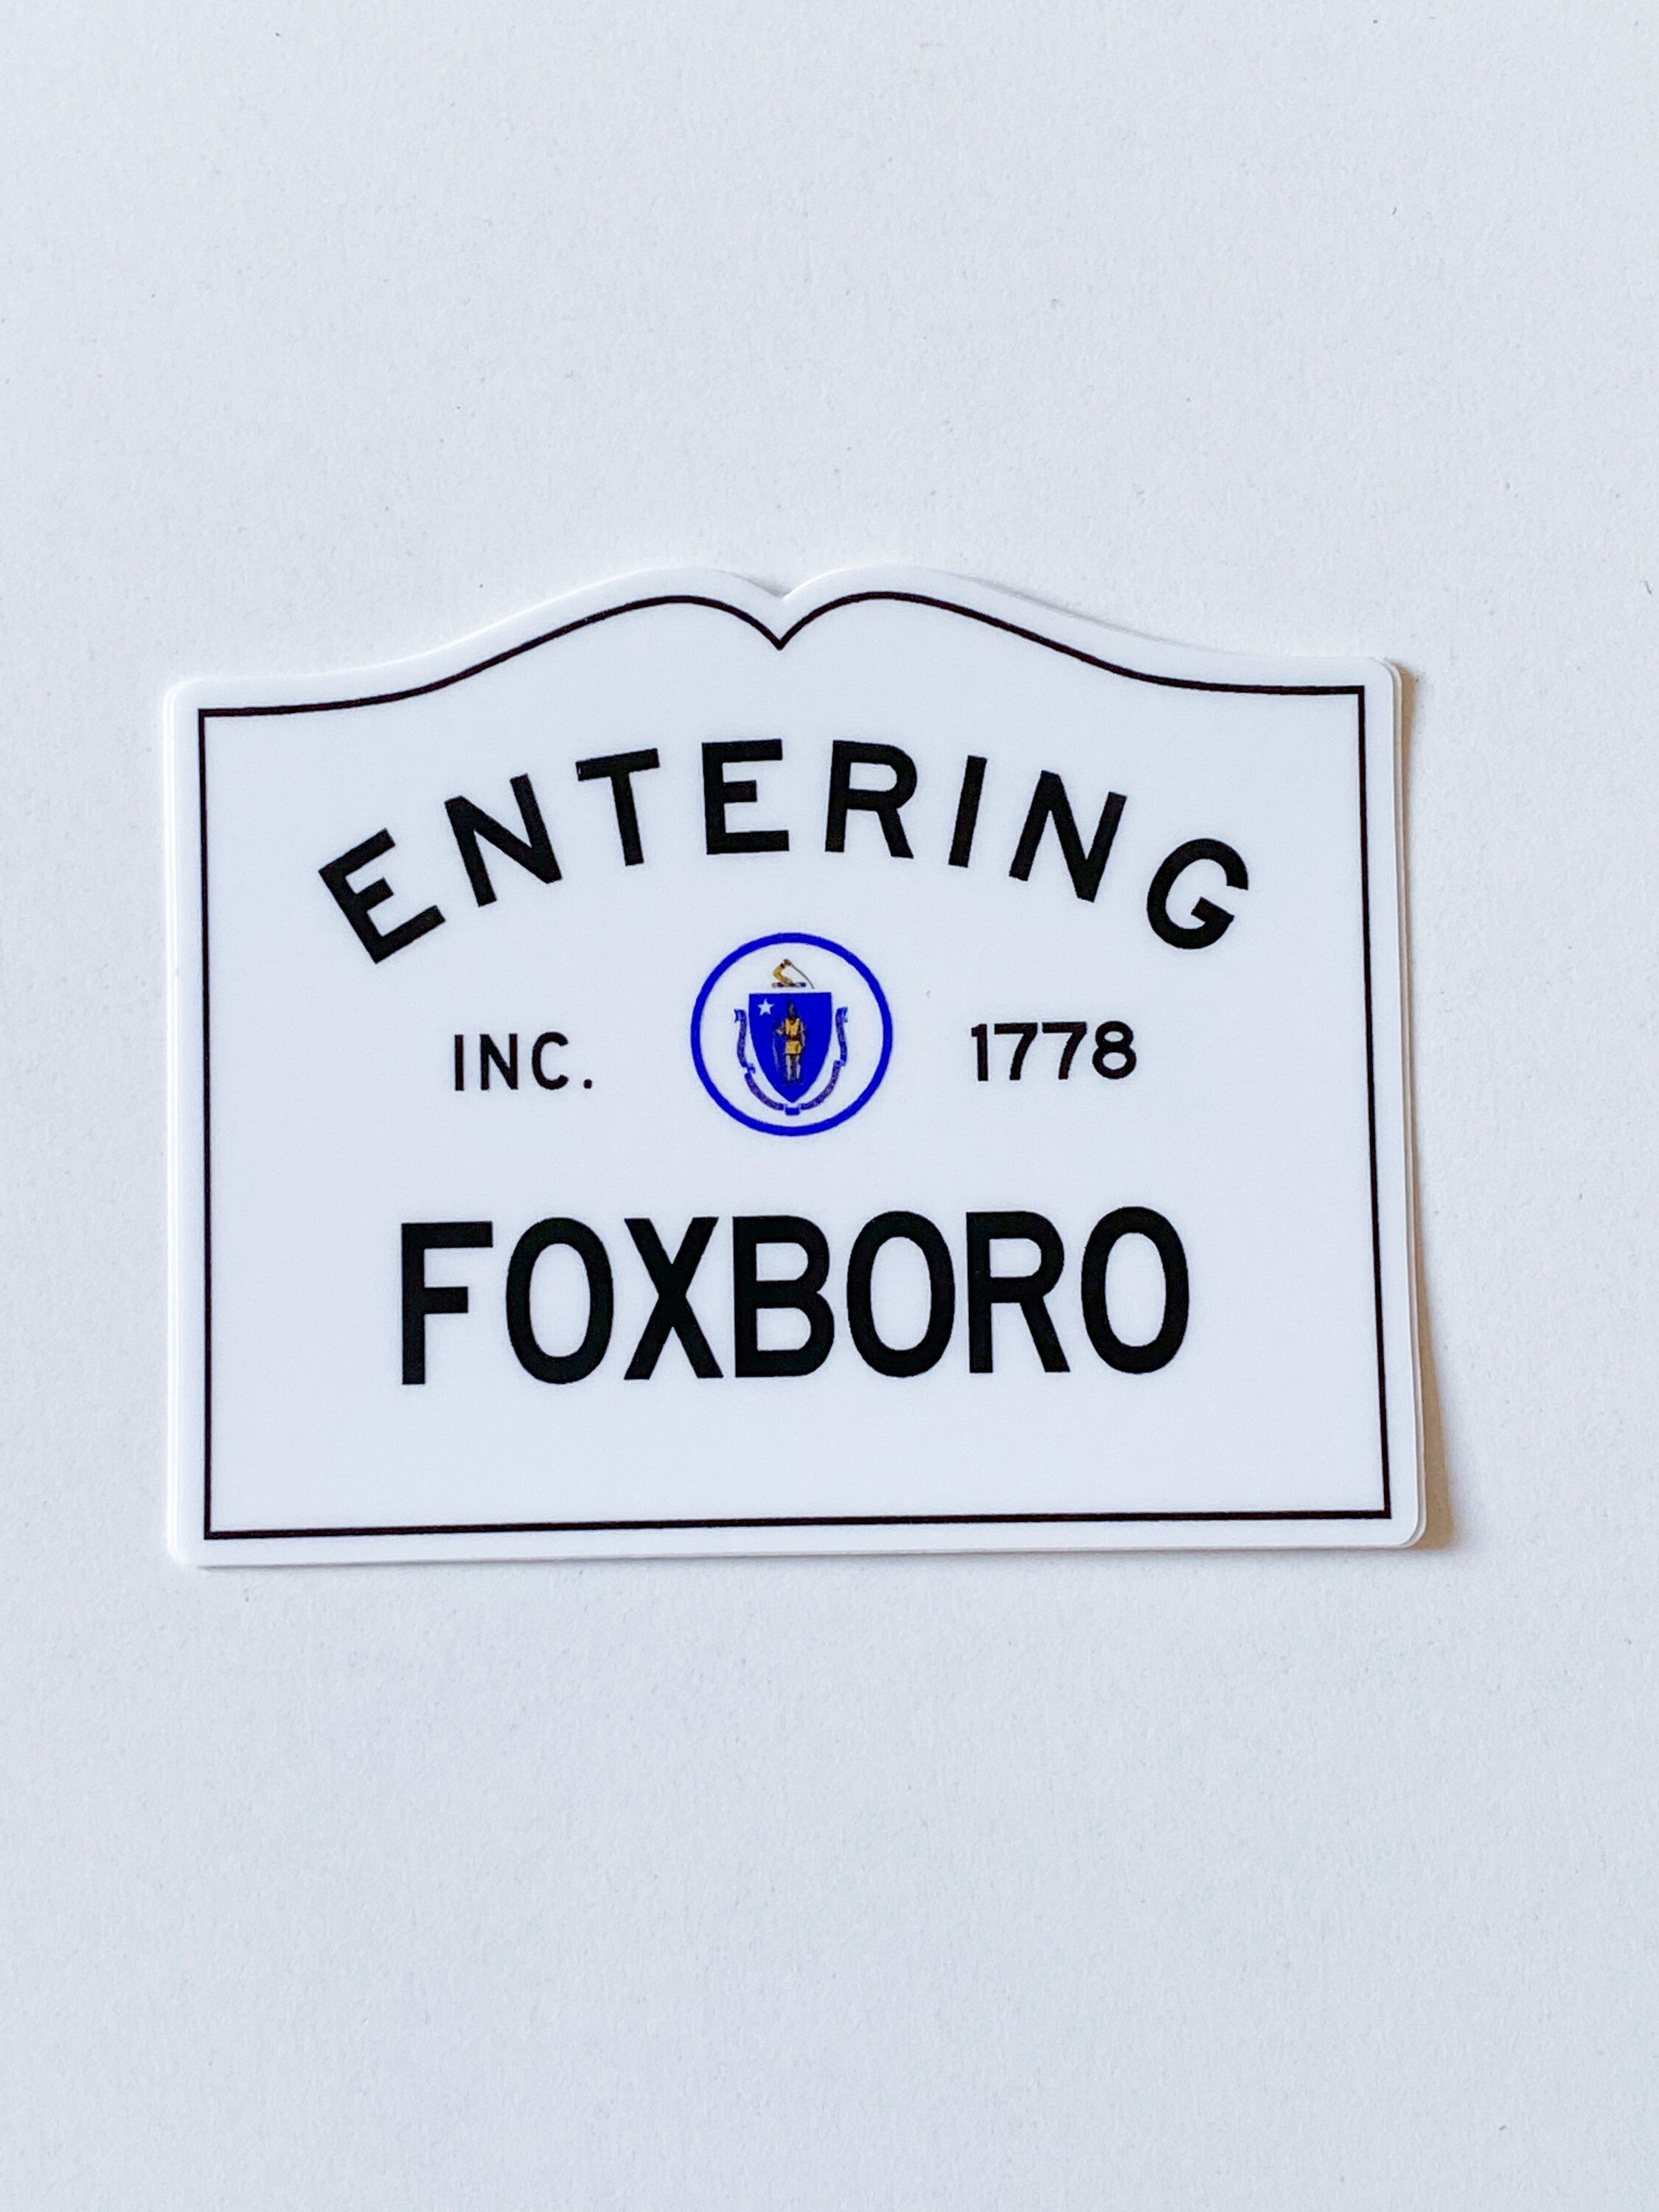 ENTERING
INC. 1778
FOXBORO